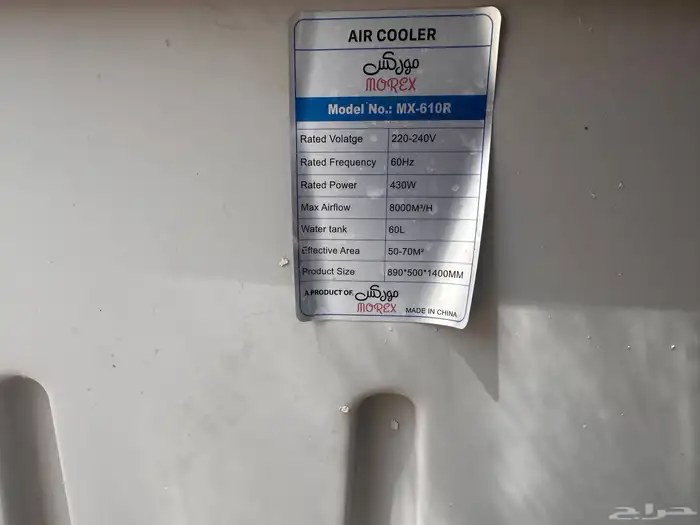 AIR COOLER
موركس
MOREX
Model No.: MX-610R
Rated Volatge 220-240V
Rated Frequency 60Hz
Rated Power 430W
Max Airflow 8000M³/H
Water tank 60L
Effective Area 50-70M²
Product Size 890*500*1400MM
A PRODUCT OF موركس
MOREX MADE IN CHINA
حراج